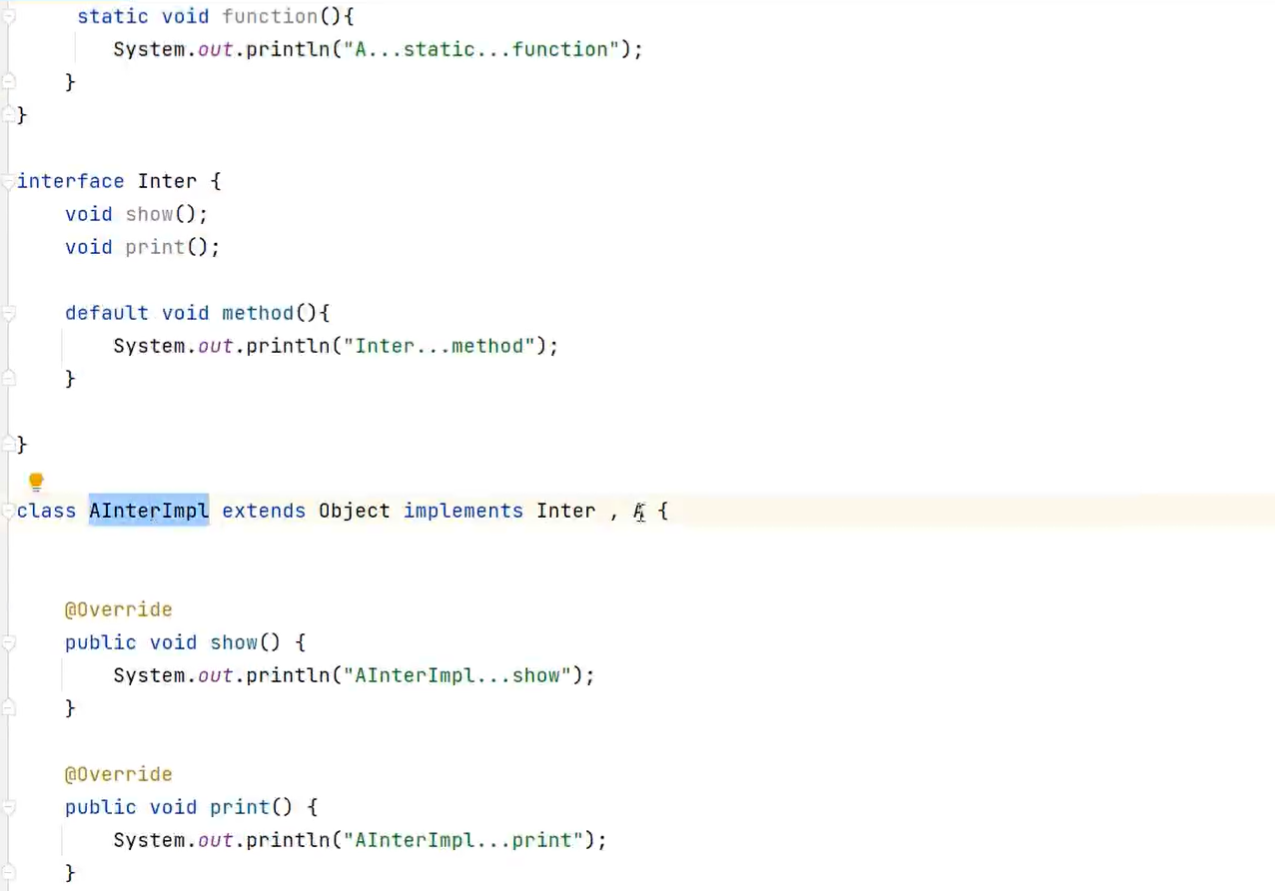 static void function(){
System.out.println("A...static...function");
}
}
interface Inter {
void show();
void print();
default void method(){
System.out.println("Inter...method");
}
}
class AInterImpl extends Object implements Inter , A {
@Override
public void show() {
System.out.println("AInterImpl...show");
}
@Override
public void print() {
System.out.println("AInterImpl...print");
}